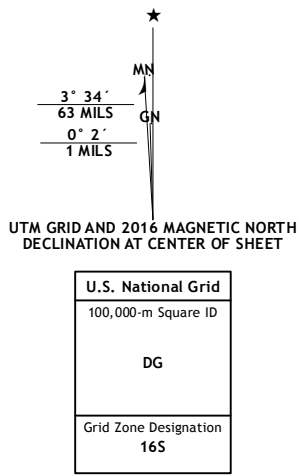 MN
3° 34´
63 MILS
GN
0° 2´
1 MILS
UTM GRID AND 2016 MAGNETIC NORTH
DECLINATION AT CENTER OF SHEET
U.S. National Grid
100,000-m Square ID
DG
Grid Zone Designation
16S